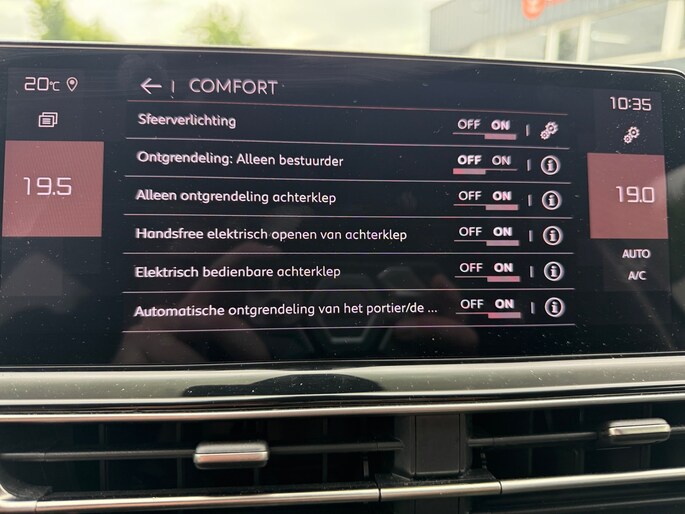 20°C
COMFORT
10:35
Sfeerverlichting OFF ON
Ontgrendeling: Alleen bestuurder OFF ON
19.5
19.0
Alleen ontgrendeling achterklep OFF ON
Handsfree elektrisch openen van achterklep OFF ON
AUTO
Elektrisch bedienbare achterklep OFF ON
A/C
Automatische ontgrendeling van het portier/de ... OFF ON